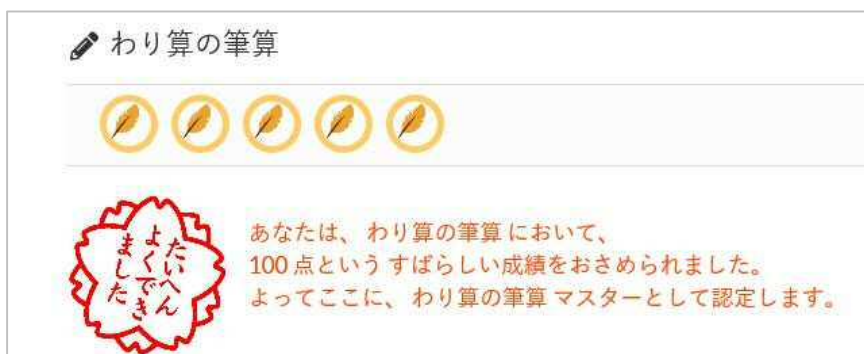 わり算の筆算
たいへん
よくでき
ました
あなたは、 わり算の筆算 において、
100 点という すばらしい成績をおさめられました。
よってここに、 わり算の筆算 マスターとして認定します。